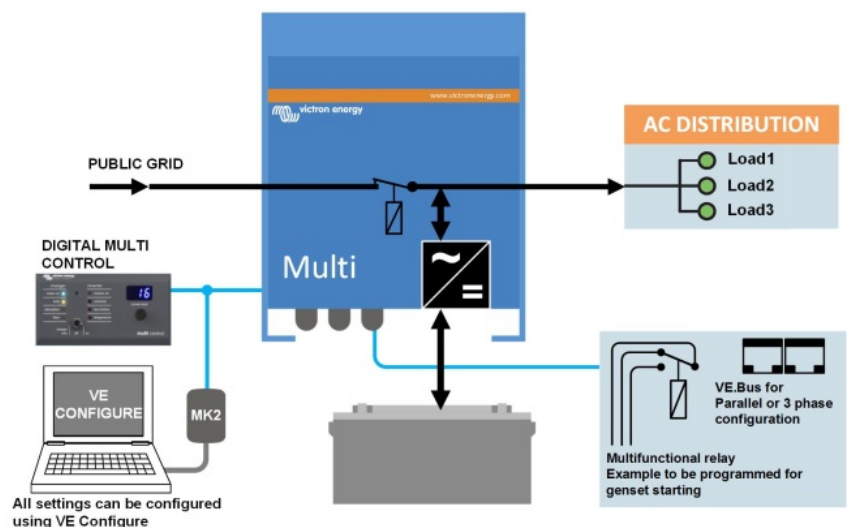 www.victronenergy.com
victron energy
AC DISTRIBUTION
PUBLIC GRID
Load1
Load2
Load3
DIGITAL MULTI
CONTROL
Multi
16
multi control
VE
CONFIGURE
MK2
VE.Bus for
Parallel or 3 phase
configuration
Multifunctional relay
Example to be programmed for
genset starting
All settings can be configured
using VE Configure